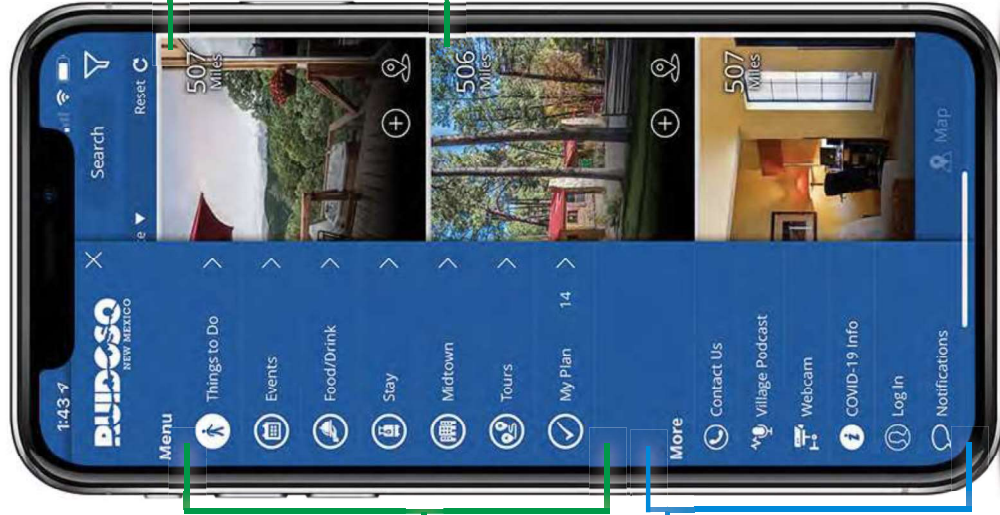 1:43
Search
RUIDOSO
NEW MEXICO
Reset
Menu
Things to Do
Events
Food/Drink
Stay
Midtown
Tours
My Plan 14
More
Contact Us
Village Podcast
Webcam
COVID-19 Info
Log In
Notifications
507
Miles
506
Miles
507
Miles
Map